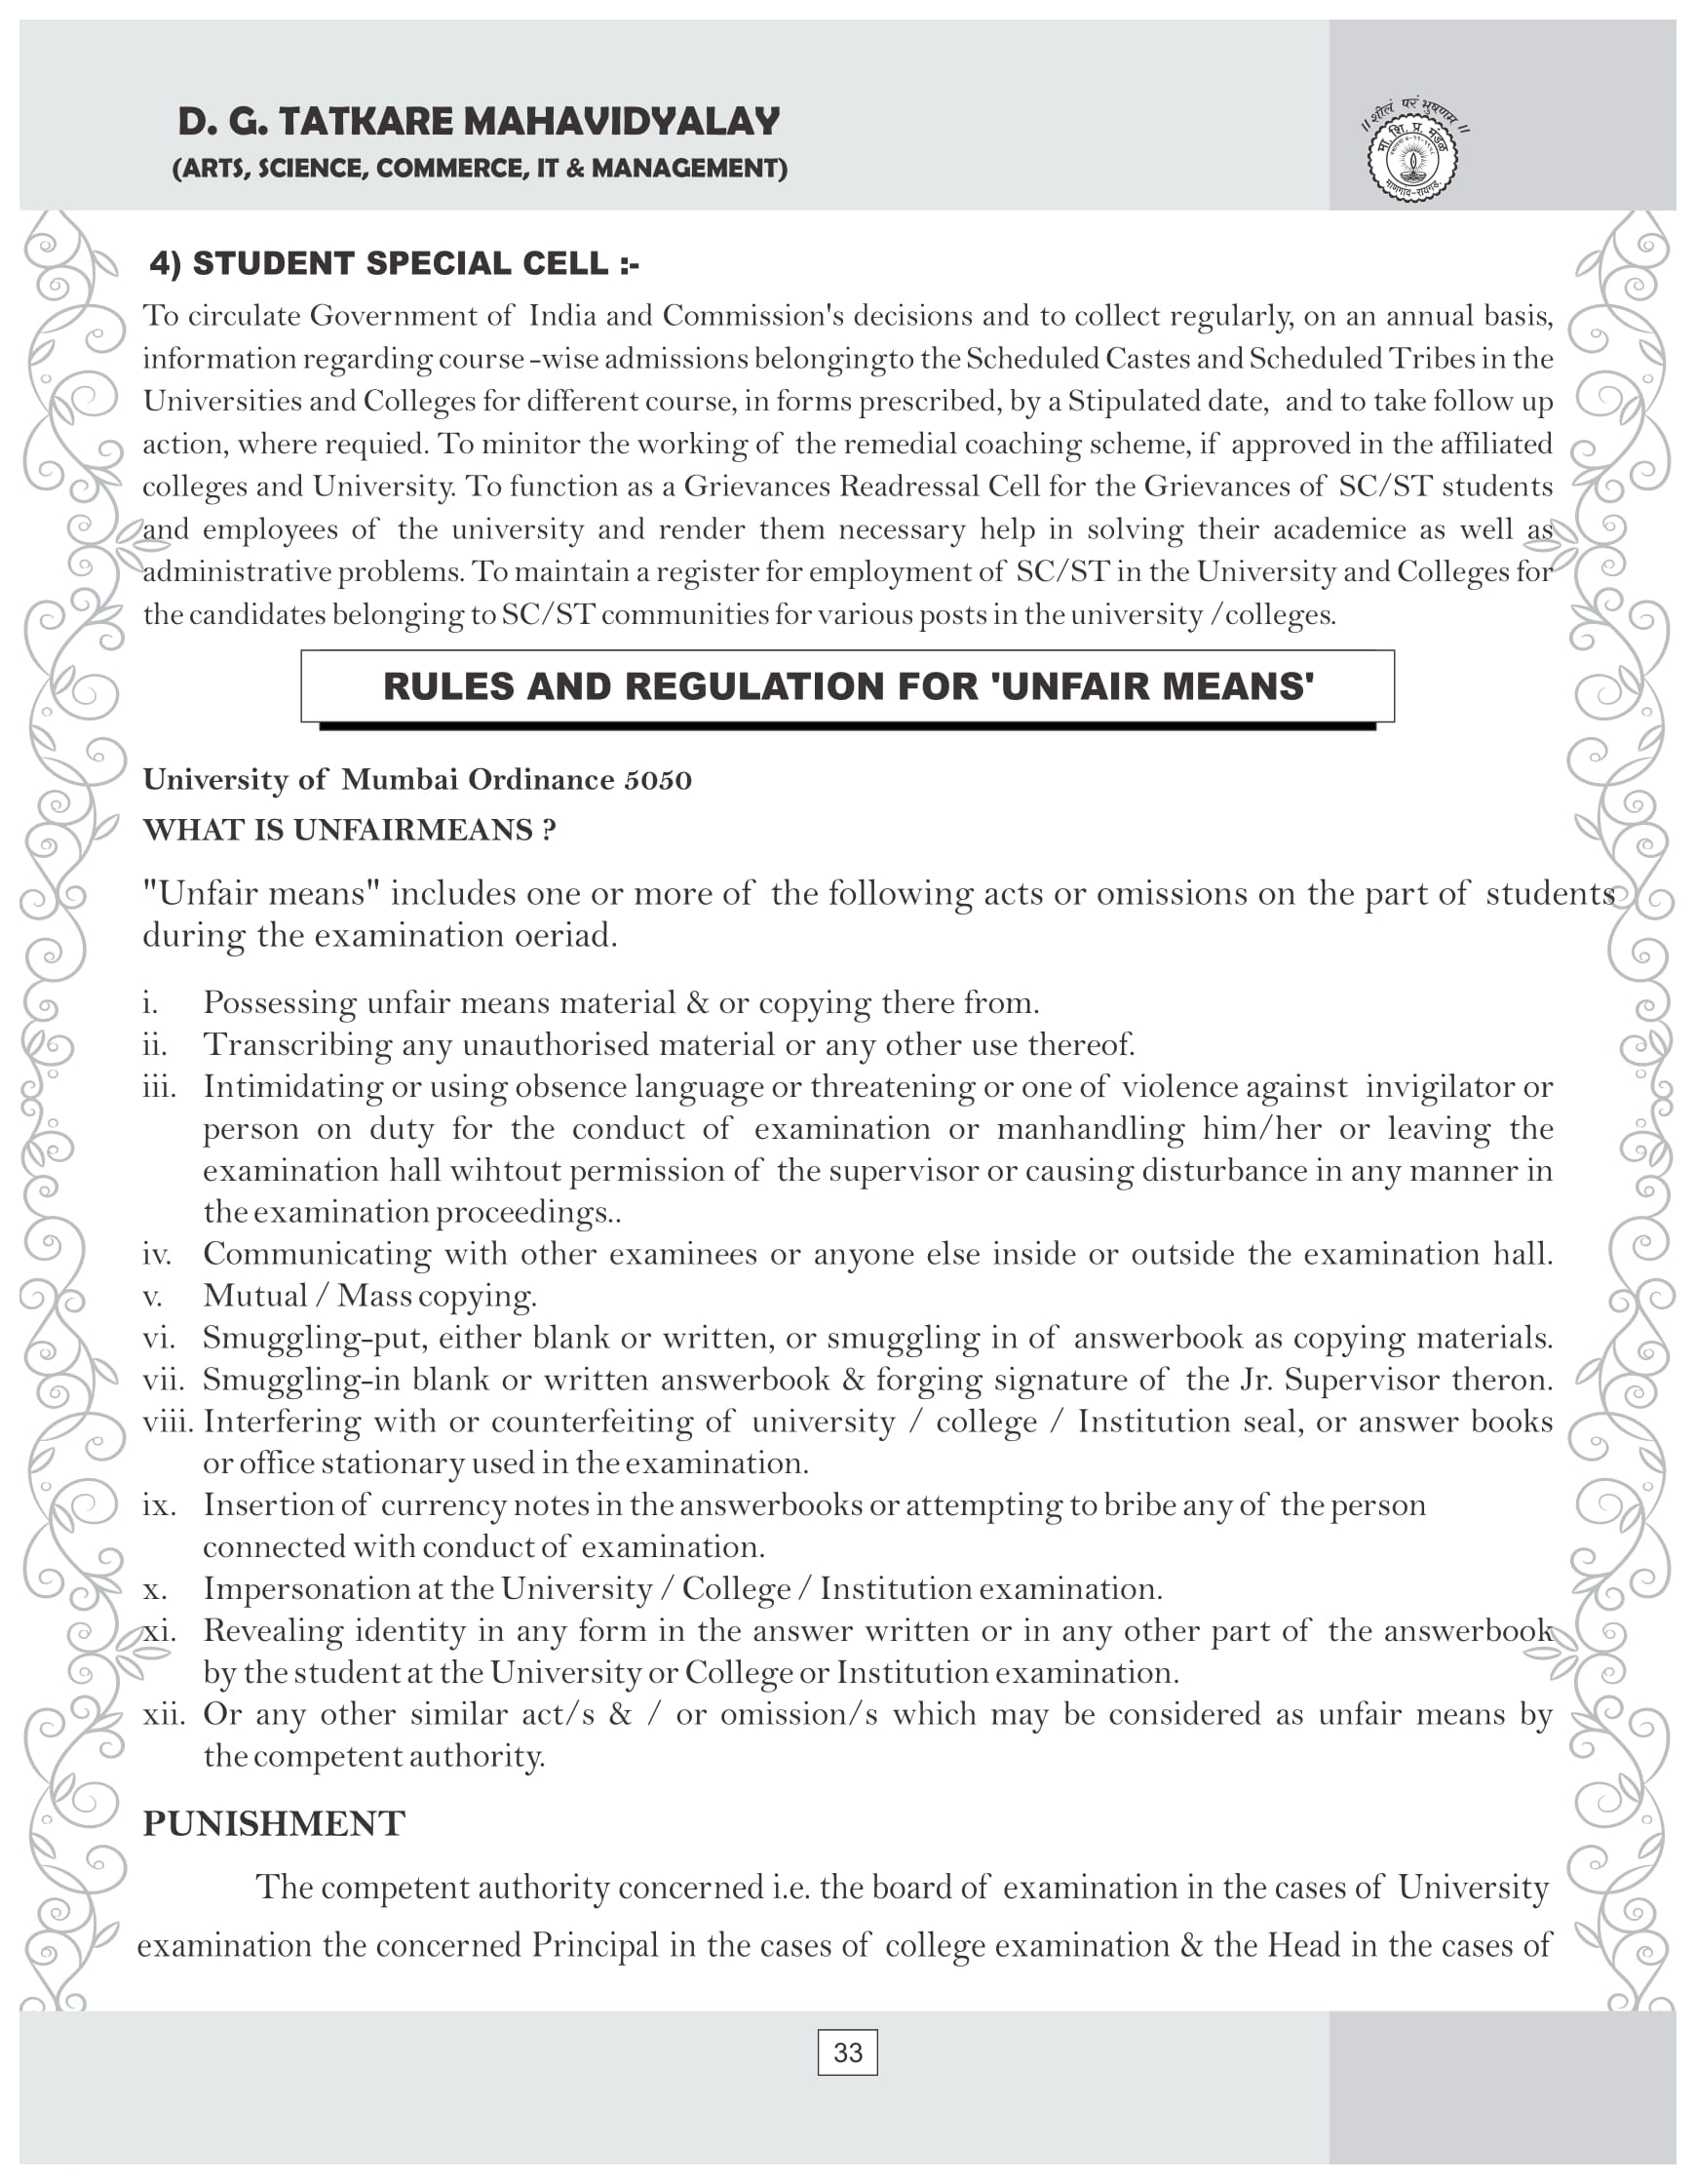 D. G. TATKARE MAHAVIDYALAY
(ARTS, SCIENCE, COMMERCE, IT & MANAGEMENT)
॥ शीलं परं भुषणम ॥
मा. शि. प्र. मंडळ
माणगांव-रायगड.
4) STUDENT SPECIAL CELL :-
To circulate Government of India and Commission's decisions and to collect regularly, on an annual basis,
information regarding course -wise admissions belongingto the Scheduled Castes and Scheduled Tribes in the
Universities and Colleges for different course, in forms prescribed, by a Stipulated date, and to take follow up
action, where requied. To minitor the working of the remedial coaching scheme, if approved in the affiliated
colleges and University. To function as a Grievances Readressal Cell for the Grievances of SC/ST students
and employees of the university and render them necessary help in solving their academice as well as
administrative problems. To maintain a register for employment of SC/ST in the University and Colleges for
the candidates belonging to SC/ST communities for various posts in the university /colleges.
RULES AND REGULATION FOR 'UNFAIR MEANS'
University of Mumbai Ordinance 5050
WHAT IS UNFAIRMEANS ?
"Unfair means" includes one or more of the following acts or omissions on the part of students
during the examination oeriad.
i. Possessing unfair means material & or copying there from.
ii. Transcribing any unauthorised material or any other use thereof.
iii. Intimidating or using obsence language or threatening or one of violence against invigilator or
person on duty for the conduct of examination or manhandling him/her or leaving the
examination hall wihtout permission of the supervisor or causing disturbance in any manner in
the examination proceedings..
iv. Communicating with other examinees or anyone else inside or outside the examination hall.
v. Mutual / Mass copying.
vi. Smuggling-put, either blank or written, or smuggling in of answerbook as copying materials.
vii. Smuggling-in blank or written answerbook & forging signature of the Jr. Supervisor theron.
viii. Interfering with or counterfeiting of university / college / Institution seal, or answer books
or office stationary used in the examination.
ix. Insertion of currency notes in the answerbooks or attempting to bribe any of the person
connected with conduct of examination.
x. Impersonation at the University / College / Institution examination.
xi. Revealing identity in any form in the answer written or in any other part of the answerbook
by the student at the University or College or Institution examination.
xii. Or any other similar act/s & / or omission/s which may be considered as unfair means by
the competent authority.
PUNISHMENT
The competent authority concerned i.e. the board of examination in the cases of University
examination the concerned Principal in the cases of college examination & the Head in the cases of
33